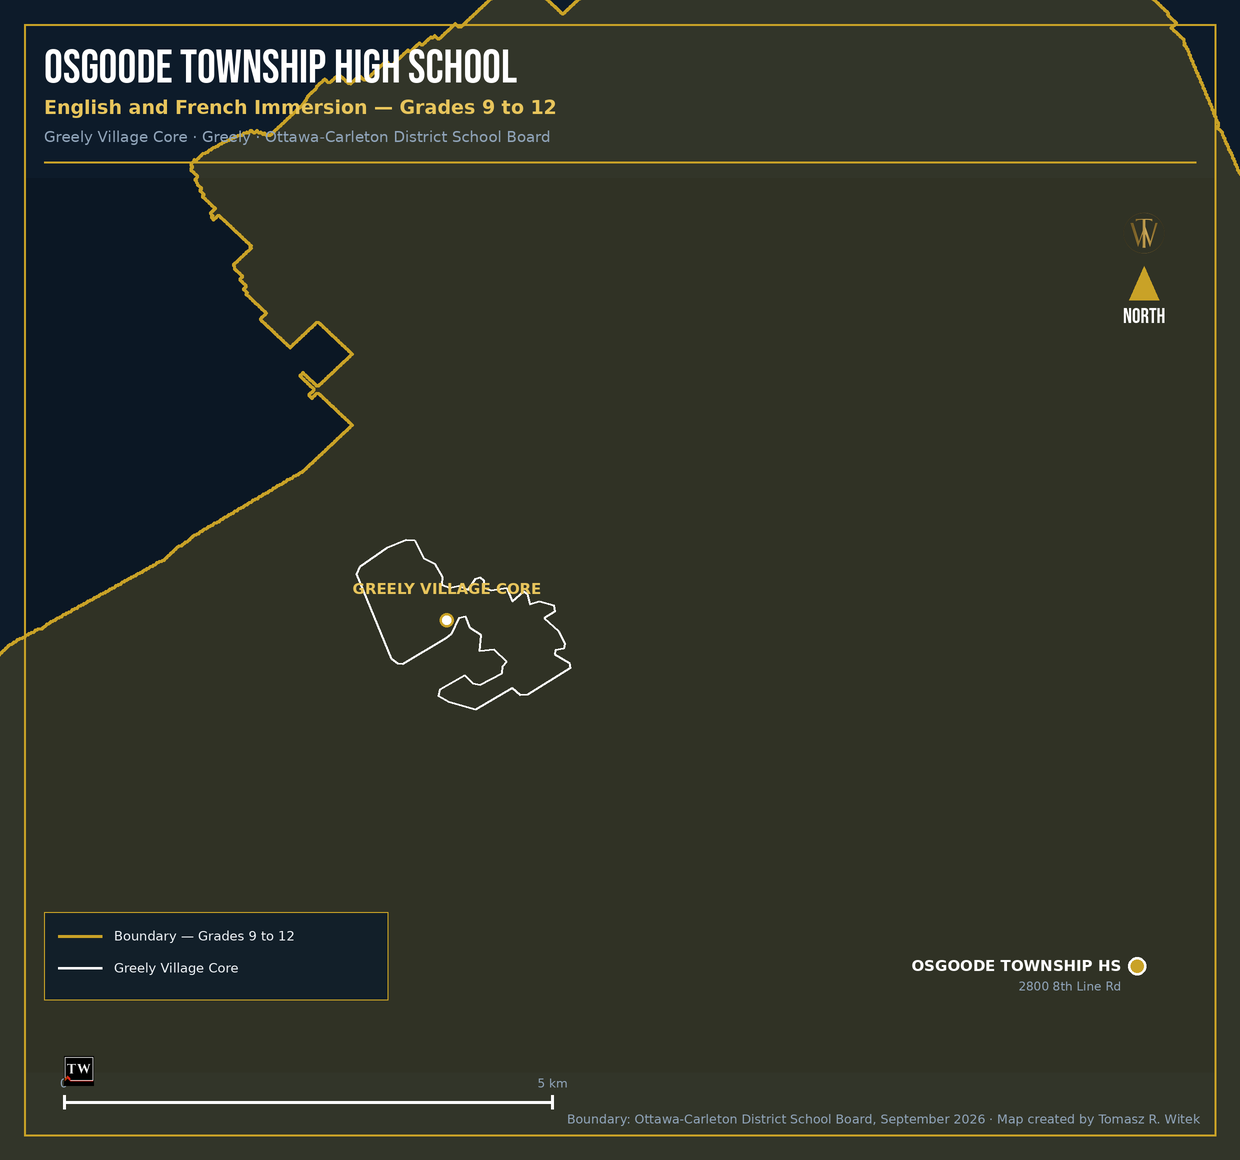 OSGOODE TOWNSHIP HIGH SCHOOL
English and French Immersion — Grades 9 to 12
Greely Village Core · Greely · Ottawa-Carleton District School Board
TW
NORTH
GREELY VILLAGE CORE
Boundary — Grades 9 to 12
Greely Village Core
OSGOODE TOWNSHIP HS
2800 8th Line Rd
TW
5 km
Boundary: Ottawa-Carleton District School Board, September 2026 · Map created by Tomasz R. Witek